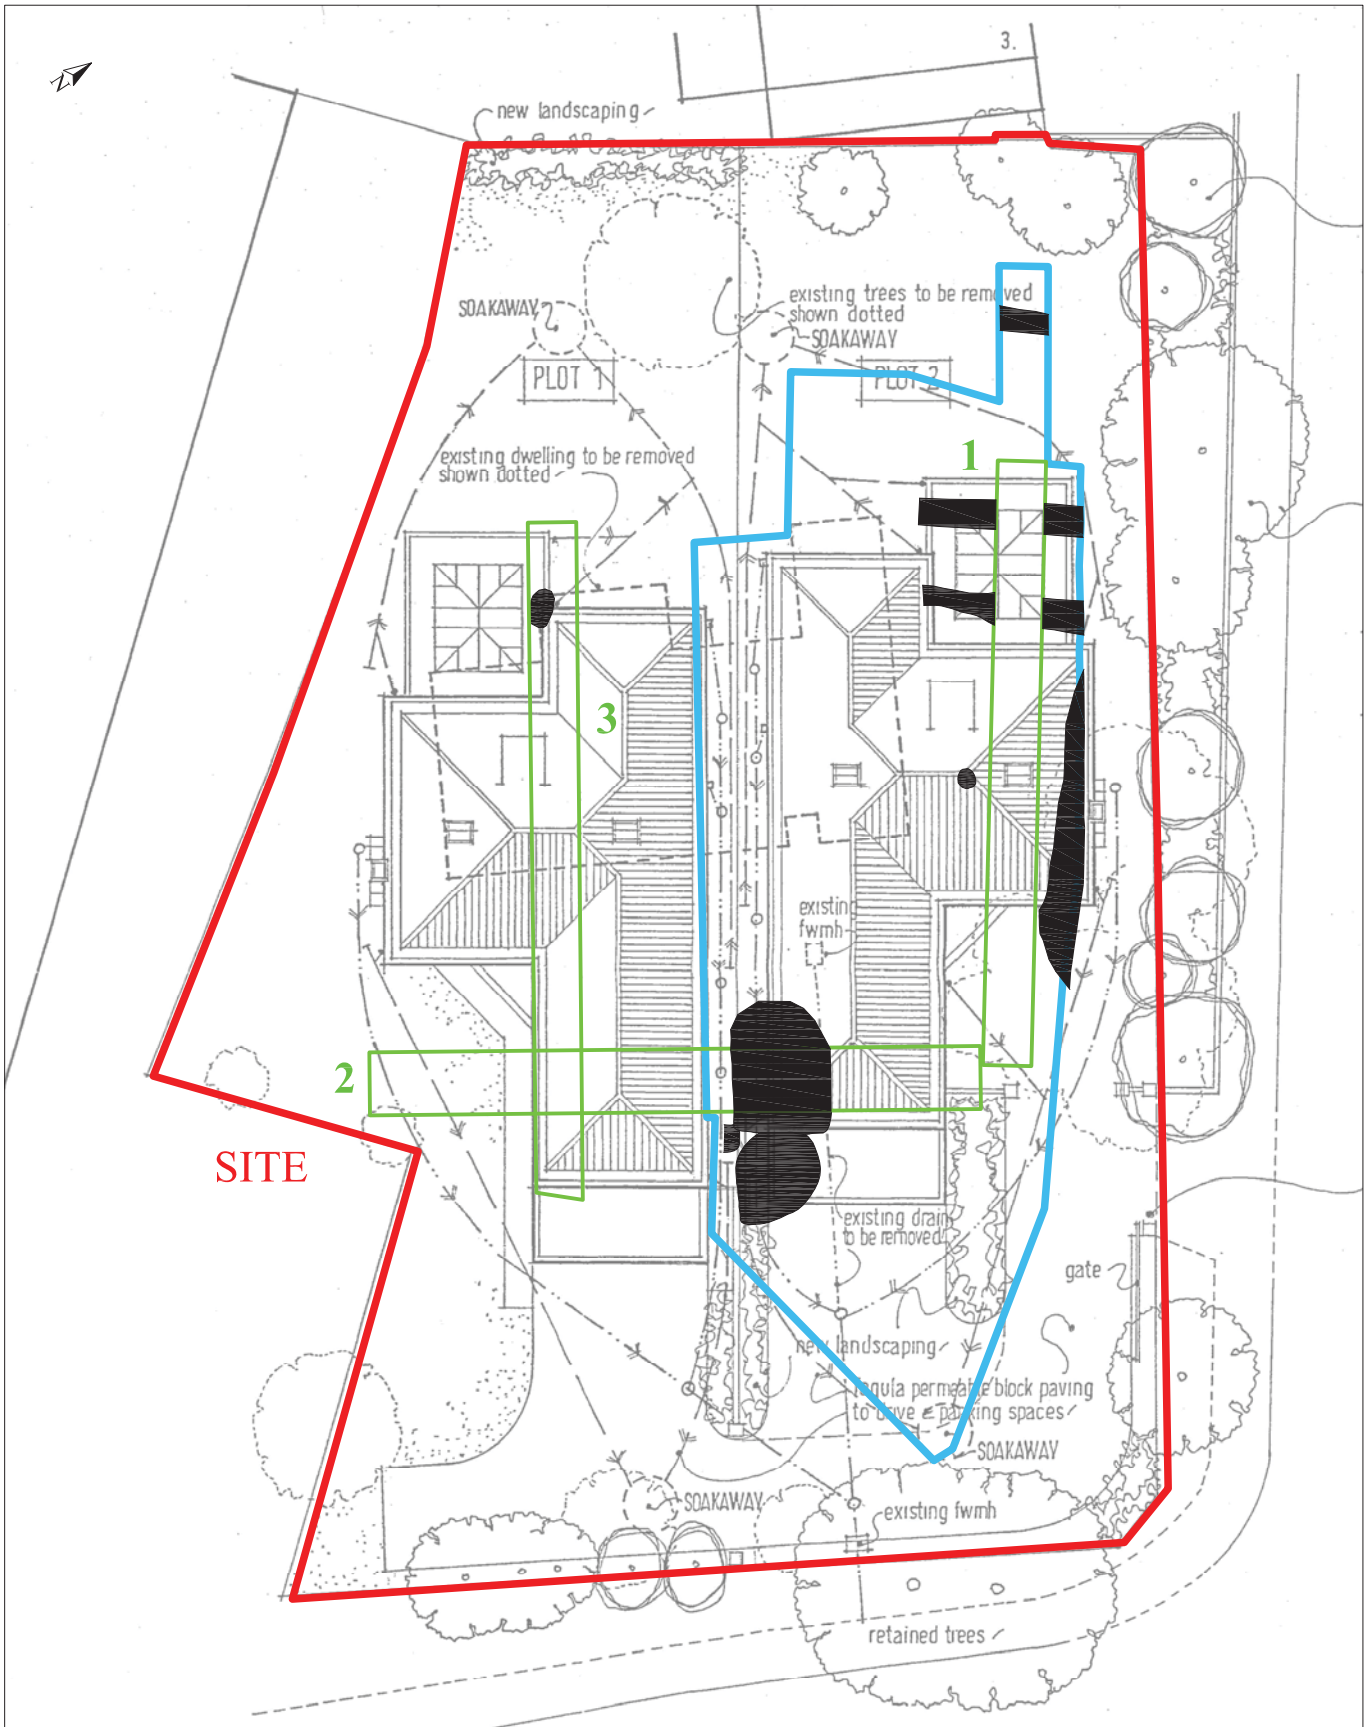 3.
N
new landscaping
existing trees to be removed
shown dotted
SOAKAWAY
SOAKAWAY
PLOT 1
PLOT 2
1
existing dwelling to be removed
shown dotted
3
existing
fwmh
2
SITE
existing drain
to be removed
gate
new landscaping
permeable block paving
to drive & parking spaces
SOAKAWAY
SOAKAWAY
existing fwmh
retained trees